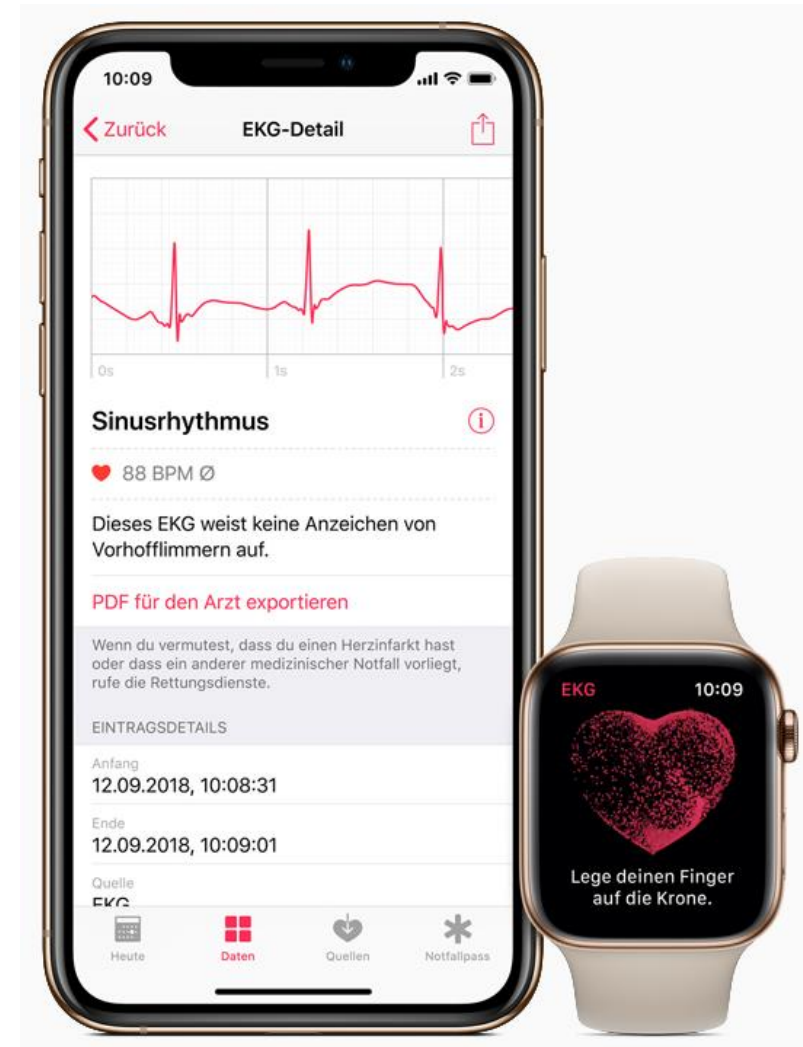 10:09
Zurück
EKG-Detail
0s
1s
2s
Sinusrhythmus
88 BPM Ø
Dieses EKG weist keine Anzeichen von
Vorhofflimmern auf.
PDF für den Arzt exportieren
Wenn du vermutest, dass du einen Herzinfarkt hast
oder dass ein anderer medizinischer Notfall vorliegt,
rufe die Rettungsdienste.
EINTRAGSDETAILS
Anfang
12.09.2018, 10:08:31
Ende
12.09.2018, 10:09:01
Quelle
EKG
Heute
Daten
Quellen
Notfallpass
EKG
10:09
Lege deinen Finger
auf die Krone.